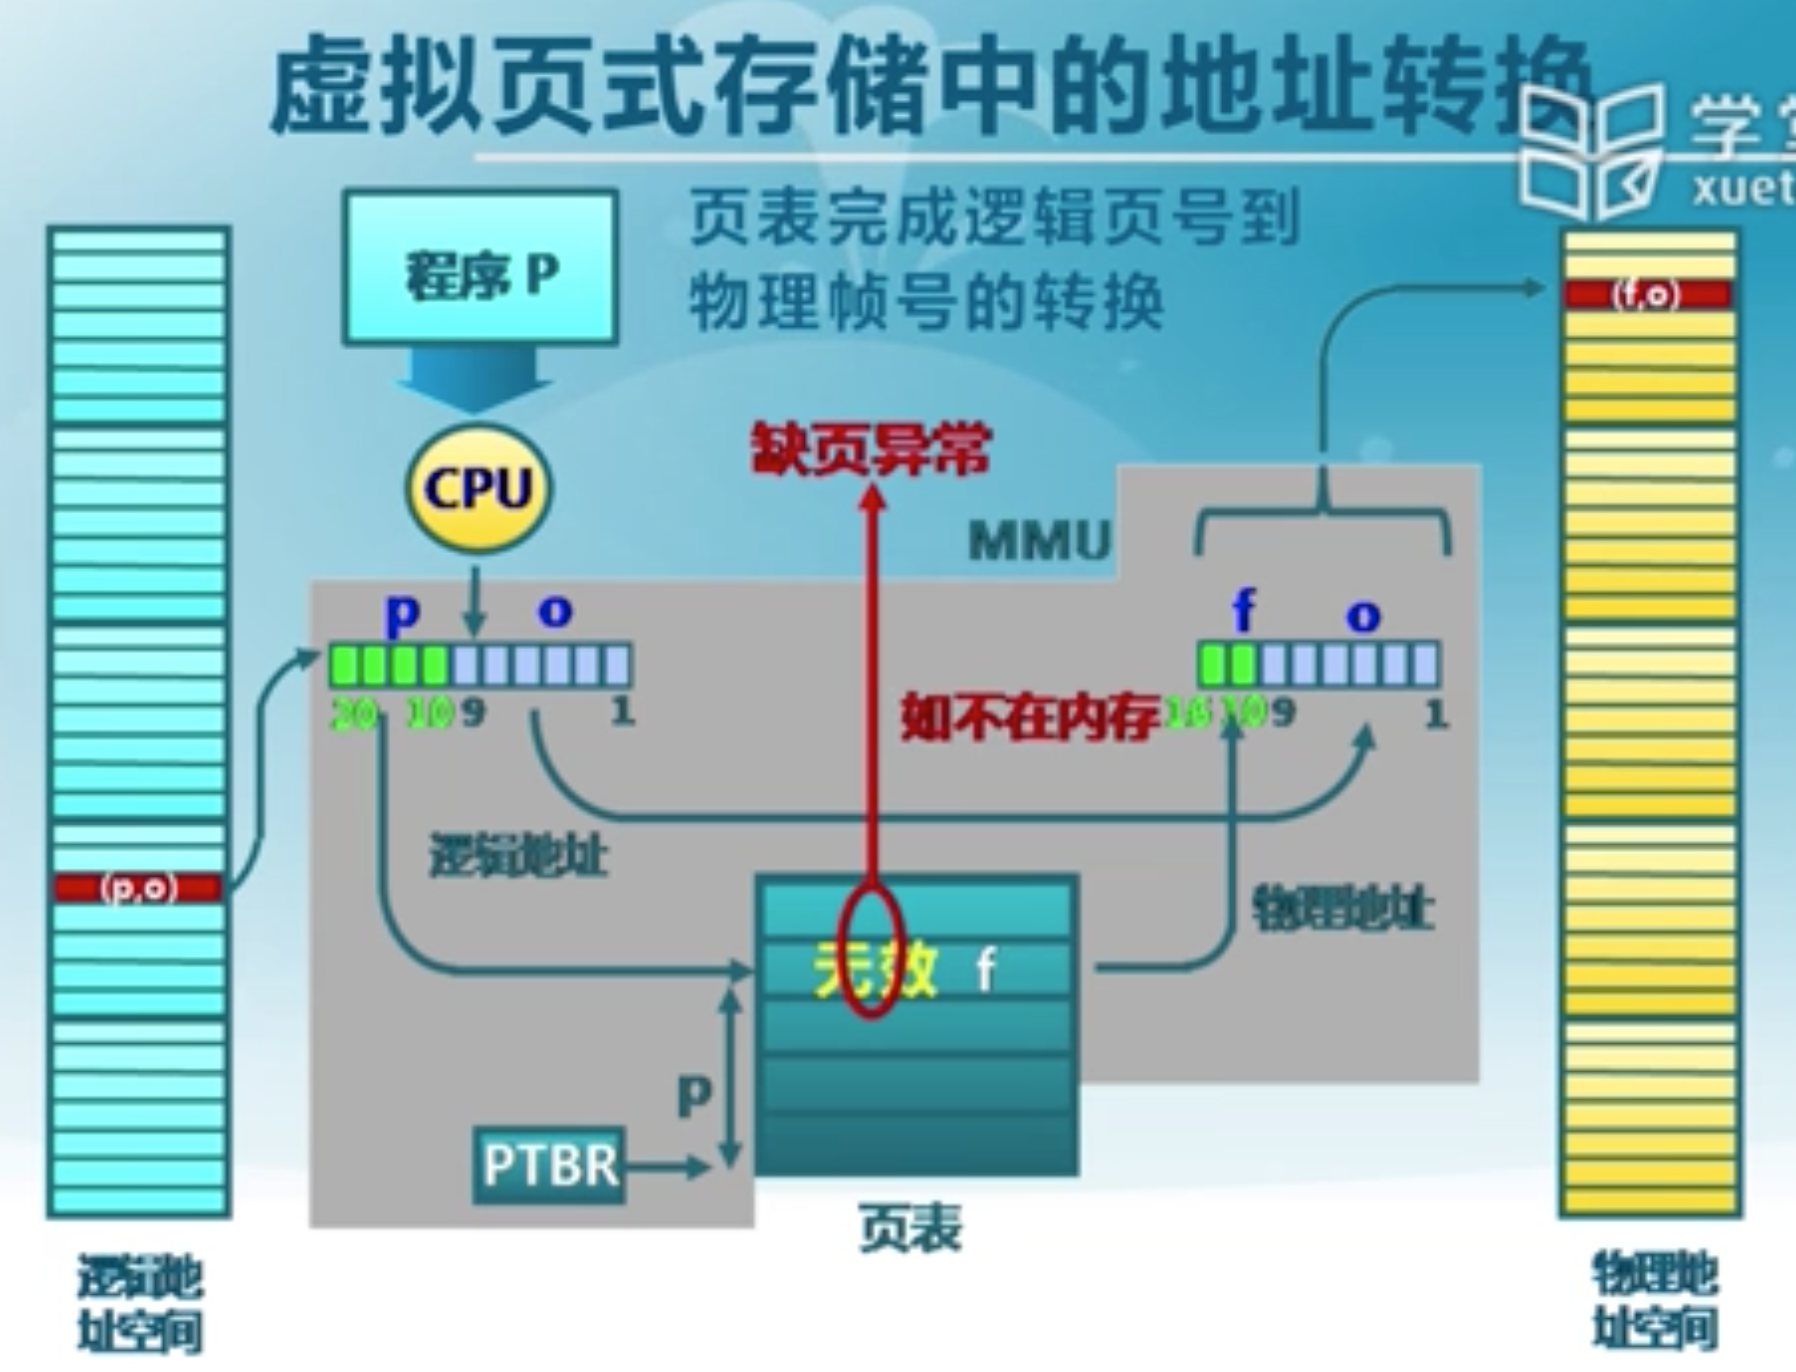 虚拟页式存储中的地址转换
学堂
xuet
程序 P
页表完成逻辑页号到
物理帧号的转换
(f,o)
缺页异常
CPU
MMU
p o
f o
20 10 9 1
如不在内存
16 10 9 1
逻辑地址
(p,o)
物理地址
无效 f
p
PTBR
页表
逻辑地
址空间
物理地
址空间